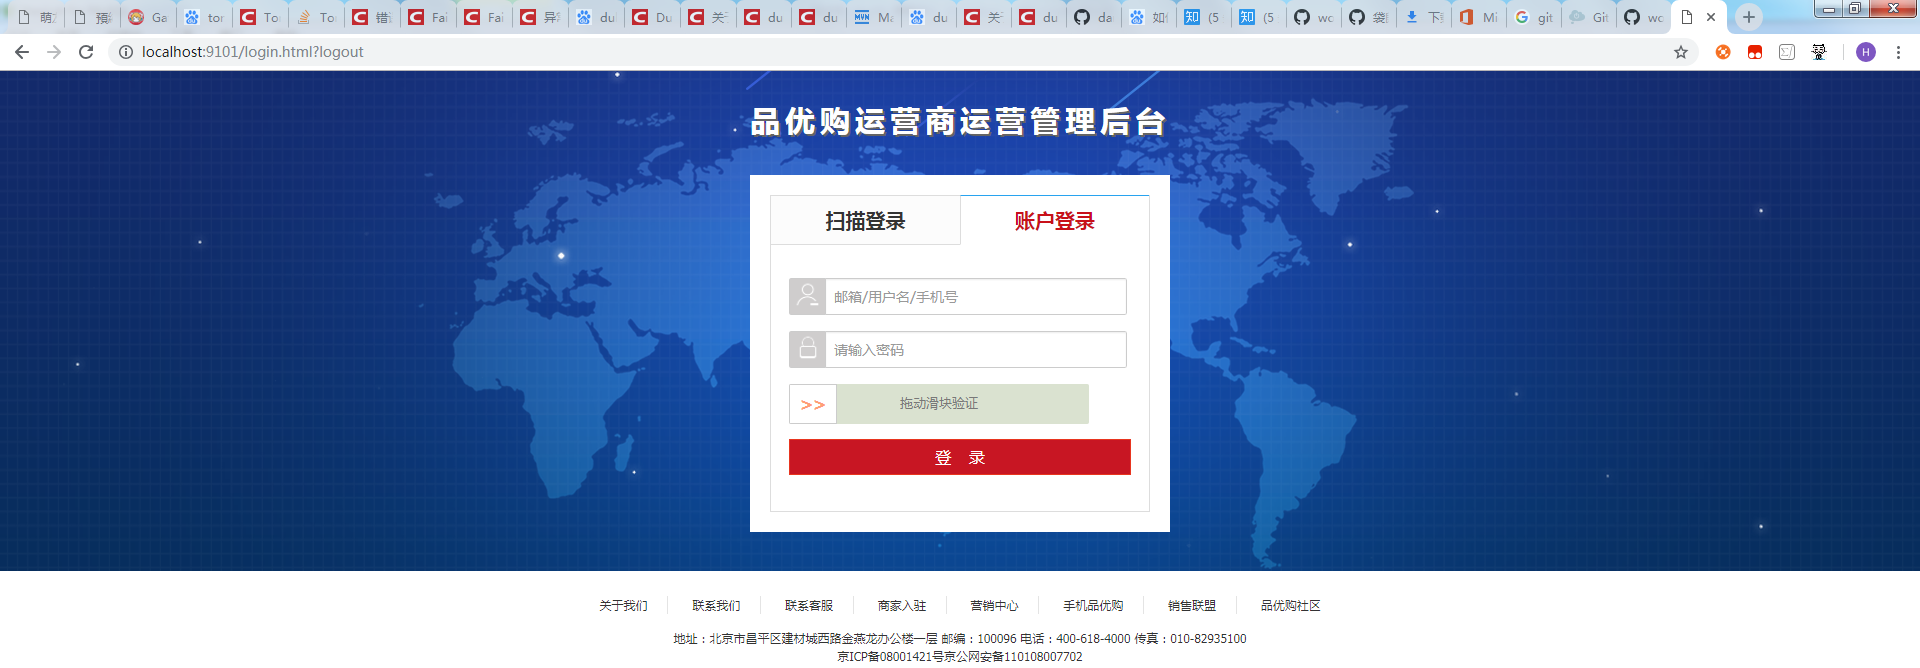 萌 預 Ga tor To To 错 Fai Fai 异 du Du 关 du du Ma du 关 du da 如 知 (5 知 (5 wc 袋 下 Mi git Git wc
localhost:9101/login.html?logout H
品优购运营商运营管理后台
扫描登录 账户登录
邮箱/用户名/手机号
请输入密码
>> 拖动滑块验证
登 录
关于我们 联系我们 联系客服 商家入驻 营销中心 手机品优购 销售联盟 品优购社区
地址：北京市昌平区建材城西路金燕龙办公楼一层 邮编：100096 电话：400-618-4000 传真：010-82935100
京ICP备08001421号京公网安备110108007702